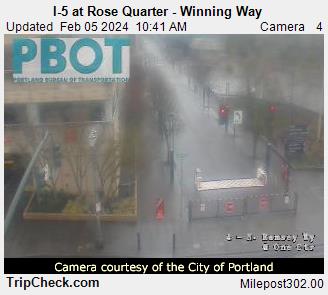 I-5 at Rose Quarter - Winning Way
Updated Feb 05 2024 10:41 AM Camera 4
PBOT
PORTLAND BUREAU OF TRANSPORTATION
Camera courtesy of the City of Portland
TripCheck.com Milepost302.00